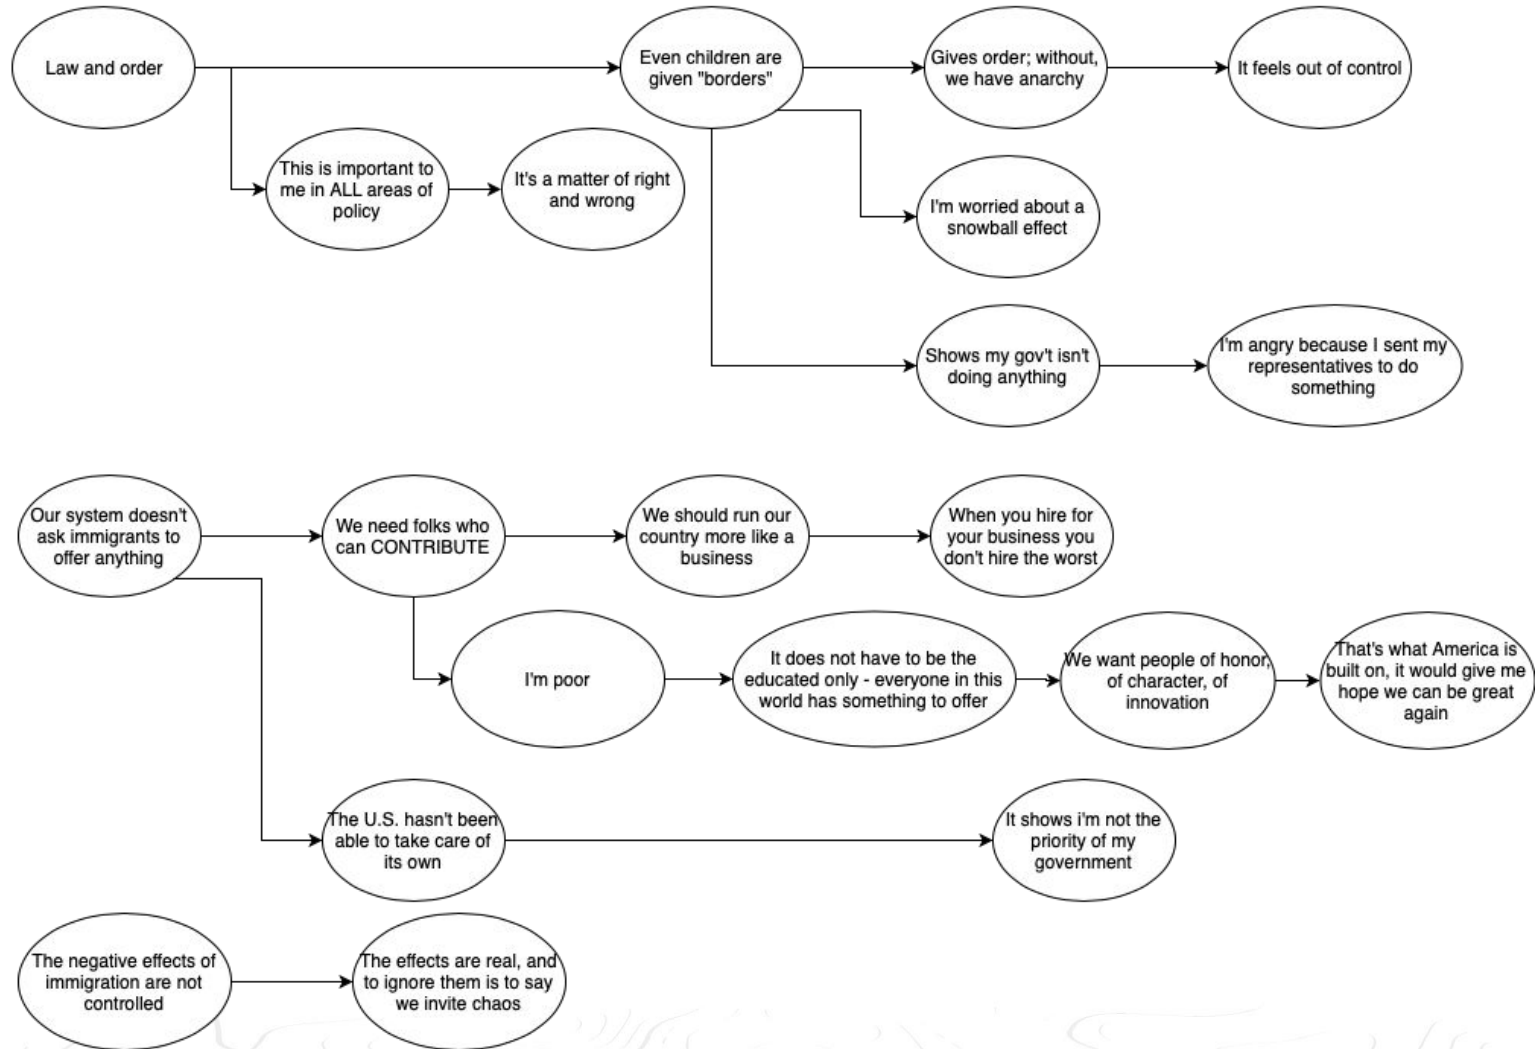 Law and order
Even children are
given "borders"
Gives order; without,
we have anarchy
It feels out of control
This is important to
me in ALL areas of
policy
It's a matter of right
and wrong
I'm worried about a
snowball effect
Shows my gov't isn't
doing anything
I'm angry because I sent my
representatives to do
something
Our system doesn't
ask immigrants to
offer anything
We need folks who
can CONTRIBUTE
We should run our
country more like a
business
When you hire for
your business you
don't hire the worst
I'm poor
It does not have to be the
educated only - everyone in this
world has something to offer
We want people of honor,
of character, of
innovation
That's what America is
built on, it would give me
hope we can be great
again
The U.S. hasn't been
able to take care of
its own
It shows i'm not the
priority of my
government
The negative effects of
immigration are not
controlled
The effects are real, and
to ignore them is to say
we invite chaos